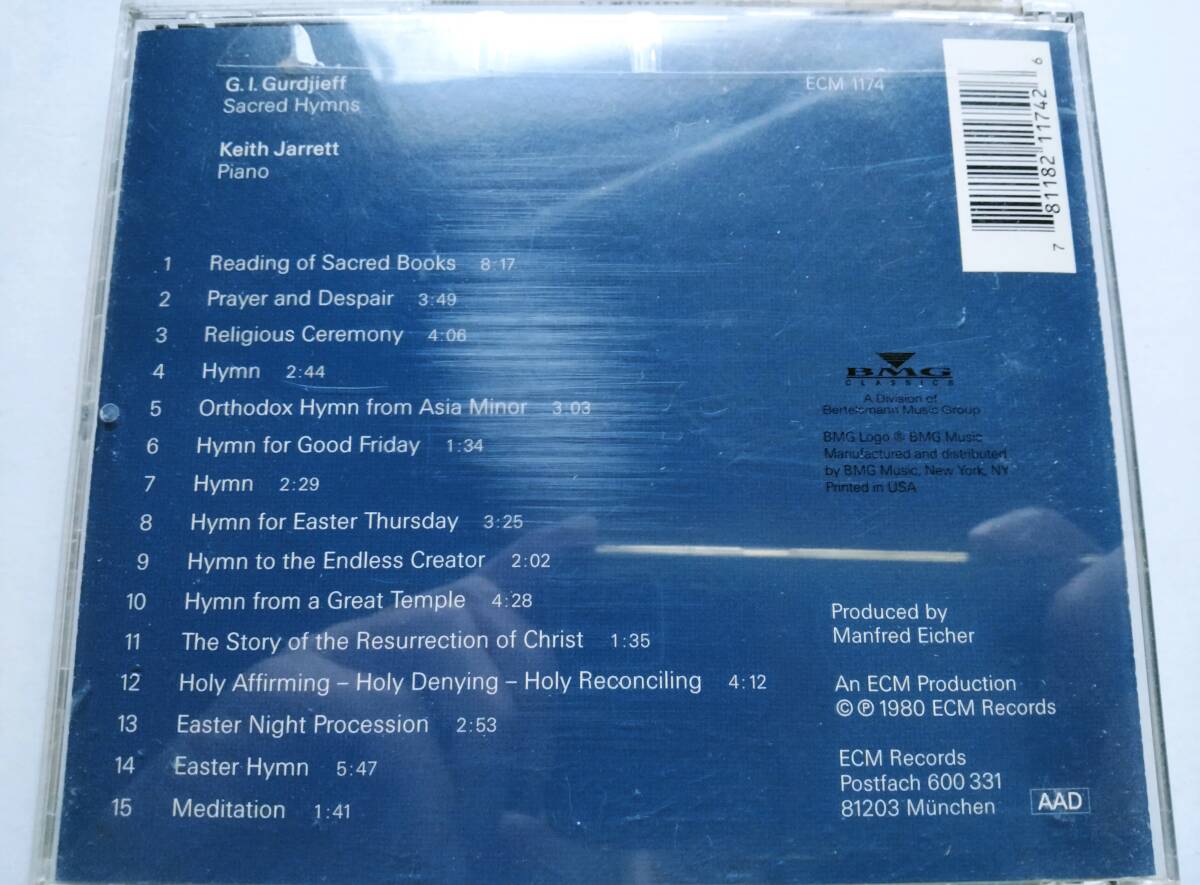 G. I. Gurdjieff
Sacred Hymns
Keith Jarrett
Piano
ECM 1174
7 81182 11742 6
1 Reading of Sacred Books 8:17
2 Prayer and Despair 3:49
3 Religious Ceremony 4:06
4 Hymn 2:44
5 Orthodox Hymn from Asia Minor 3:03
6 Hymn for Good Friday 1:34
7 Hymn 2:29
8 Hymn for Easter Thursday 3:25
9 Hymn to the Endless Creator 2:02
10 Hymn from a Great Temple 4:28
11 The Story of the Resurrection of Christ 1:35
12 Holy Affirming – Holy Denying – Holy Reconciling 4:12
13 Easter Night Procession 2:53
14 Easter Hymn 5:47
15 Meditation 1:41
BMG
CLASSICS
A Division of
Bertelsmann Music Group
BMG Logo ® BMG Music
Manufactured and distributed
by BMG Music, New York, NY
Printed in USA
Produced by
Manfred Eicher
An ECM Production
© ℗ 1980 ECM Records
ECM Records
Postfach 600 331
81203 München
AAD